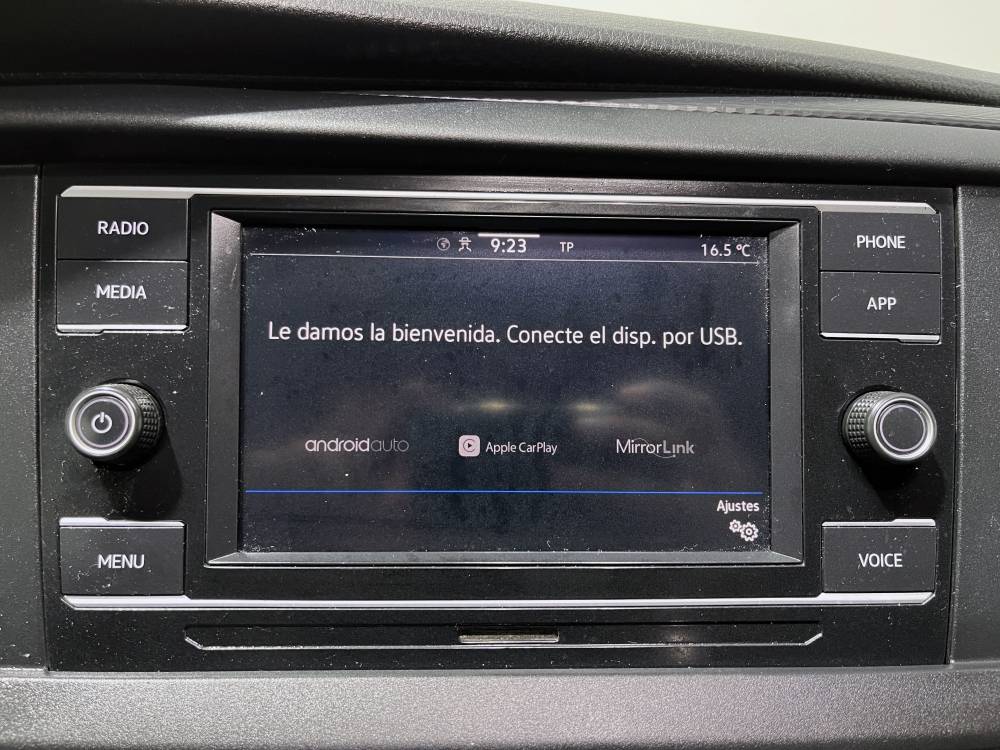 RADIO
MEDIA
MENU
9:23 TP 16.5 °C
Le damos la bienvenida. Conecte el disp. por USB.
androidauto Apple CarPlay MirrorLink
Ajustes
PHONE
APP
VOICE